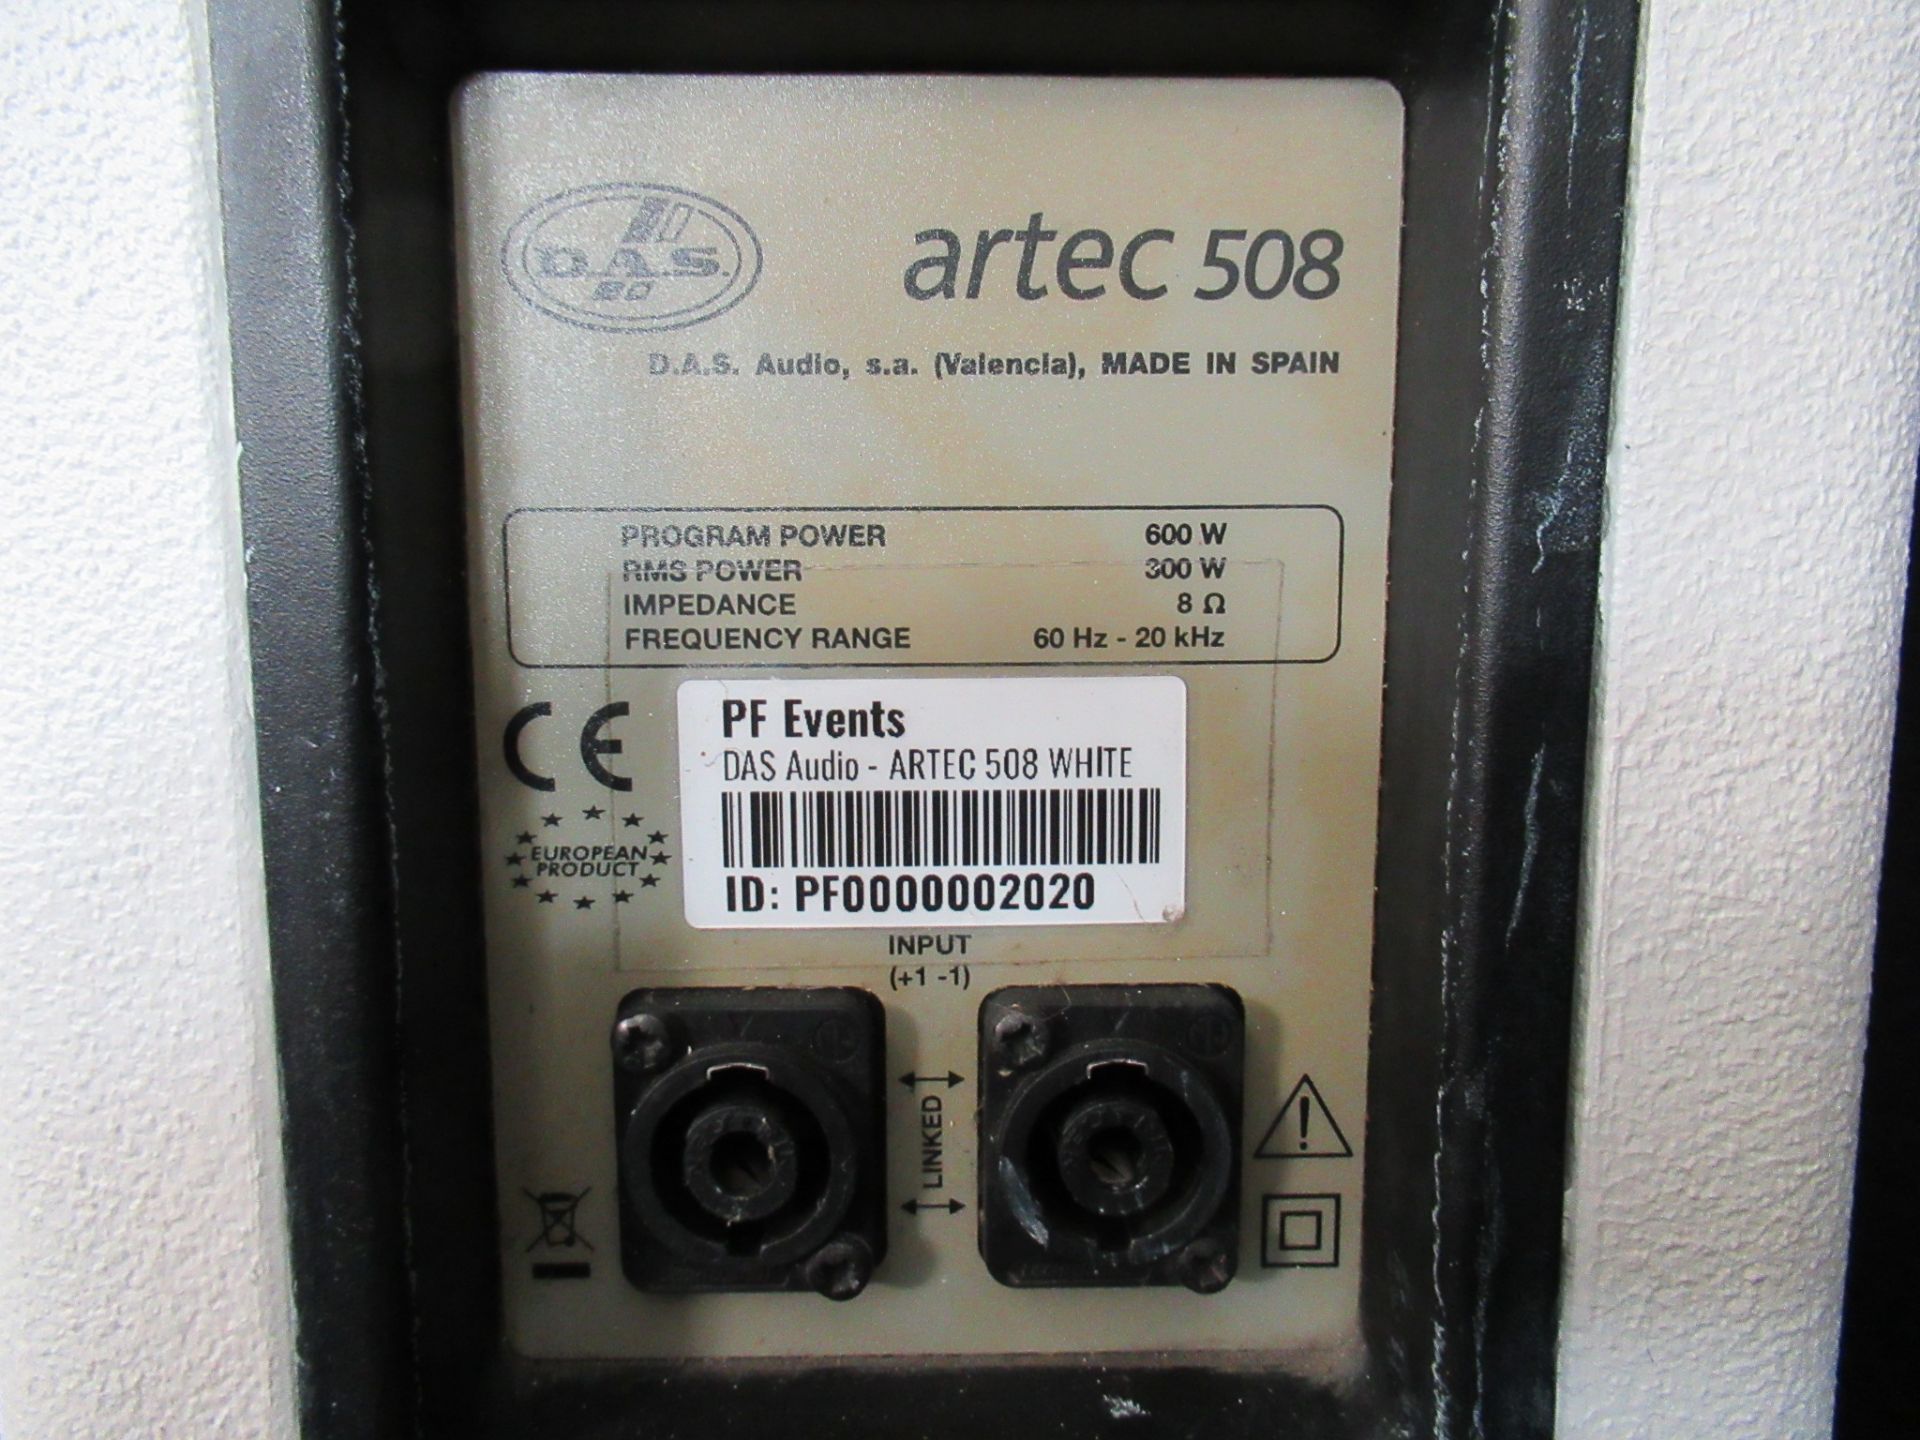 D.A.S.
artec 508
D.A.S. Audio, s.a. (Valencia), MADE IN SPAIN
PROGRAM POWER 600 W
RMS POWER 300 W
IMPEDANCE 8 Ω
FREQUENCY RANGE 60 Hz - 20 kHz
CE
PF Events
DAS Audio - ARTEC 508 WHITE
ID: PF0000002020
EUROPEAN
PRODUCT
INPUT
(+1 -1)
LINKED